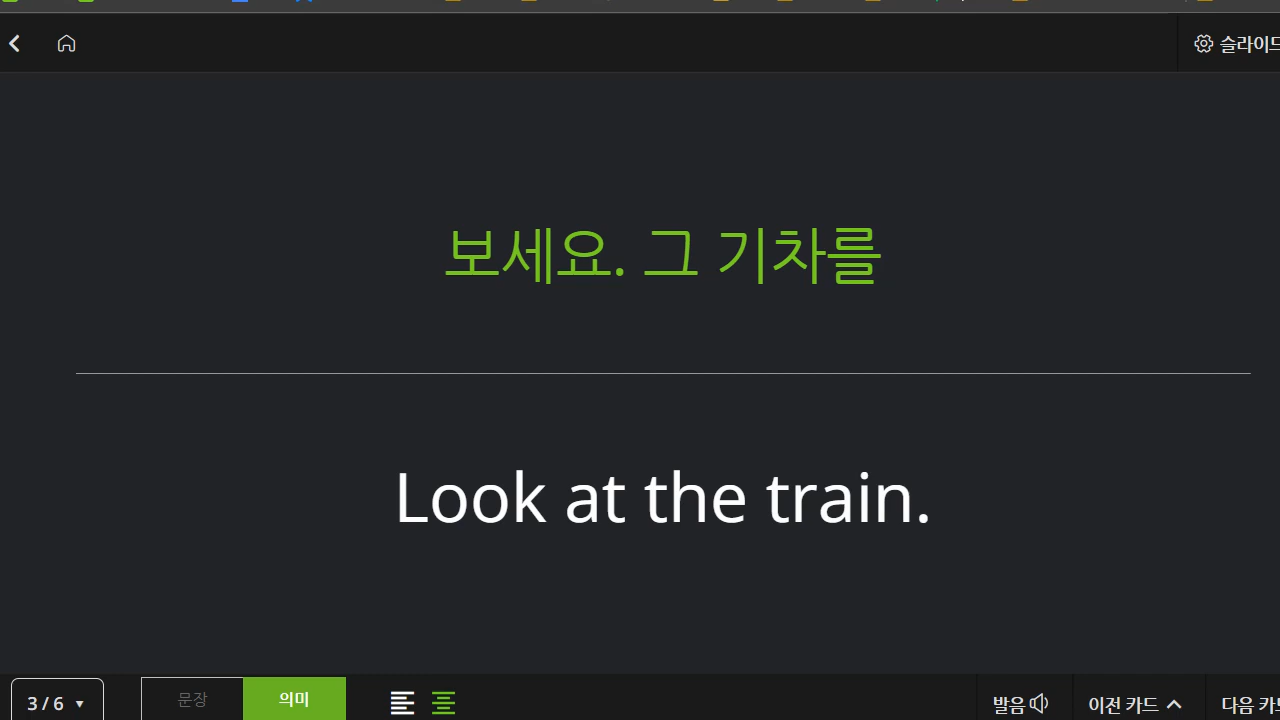 슬라이드
보세요. 그 기차를
Look at the train.
3 / 6
문장
의미
발음
이전 카드
다음 카드